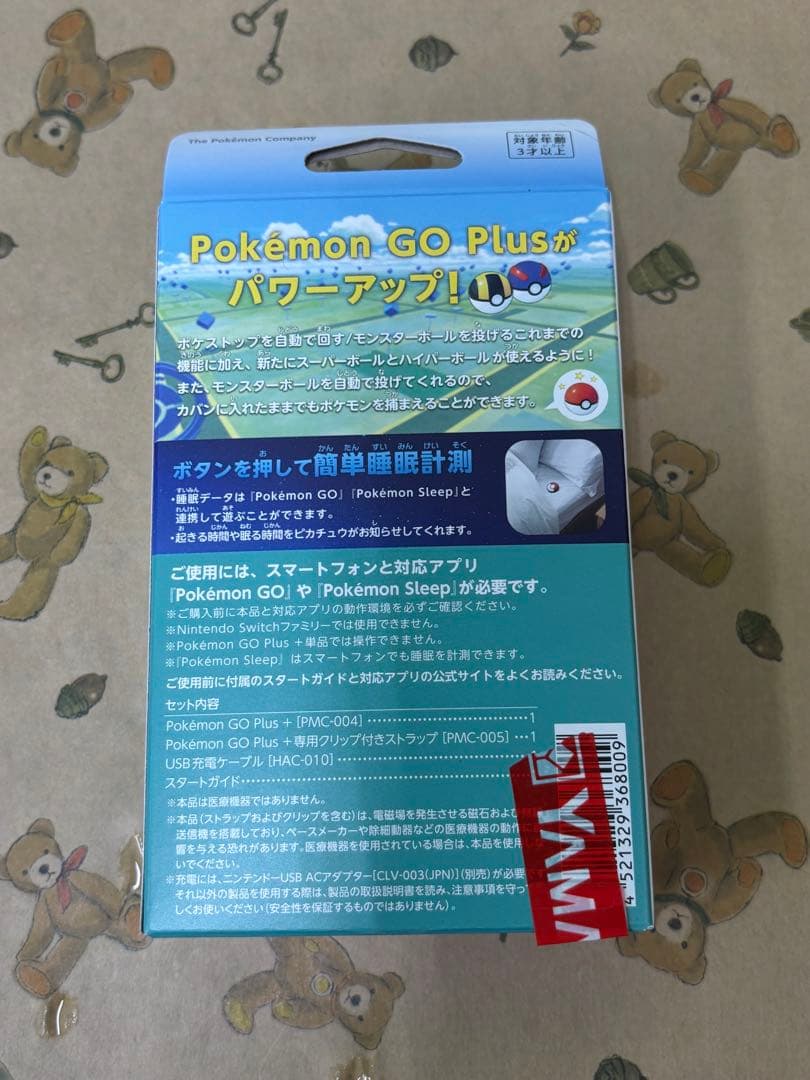 The Pokémon Company
対象年齢
3才以上
Pokémon GO Plusが
パワーアップ!
ポケストップを自動で回す/モンスターボールを投げるこれまでの
機能に加え、新たにスーパーボールとハイパーボールが使えるように!
また、モンスターボールを自動で投げてくれるので、
カバンに入れたままでもポケモンを捕まえることができます。
ボタンを押して簡単睡眠計測
・睡眠データは『Pokémon GO』『Pokémon Sleep』と
連携して遊ぶことができます。
・起きる時間や眠る時間をピカチュウがお知らせしてくれます。
ご使用には、スマートフォンと対応アプリ
『Pokémon GO』や『Pokémon Sleep』が必要です。
※ご購入前に本品と対応アプリの動作環境を必ずご確認ください。
※Nintendo Switchファミリーでは使用できません。
※Pokémon GO Plus +単品では操作できません。
※『Pokémon Sleep』はスマートフォンでも睡眠を計測できます。
ご使用前に付属のスタートガイドと対応アプリの公式サイトをよくお読みください。
セット内容
Pokémon GO Plus + [PMC-004] ・・・・・・・・・・・・・・・・・・・・・・1
Pokémon GO Plus +専用クリップ付きストラップ [PMC-005] ・・・1
USB充電ケーブル [HAC-010] ・・・・・・・・・・・・・・・・
スタートガイド・・・・・・・・・・・・・・・・・・・・・・・・
※本品は医療機器ではありません。
※本品(ストラップおよびクリップを含む)は、電磁場を発生させる磁石および
送信機を搭載しており、ペースメーカーや除細動器などの医療機器の動作に
響を与える恐れがあります。医療機器を使用されている場合は、本品を使用
いでください。
※充電には、ニンテンドーUSB ACアダプター[CLV-003(JPN)](別売)が必要
それ以外の製品を使用する際は、製品の取扱説明書を読み、注意事項を守って
しくお使いください(安全性を保証するものではありません)。
YAMA
4 521329 368009